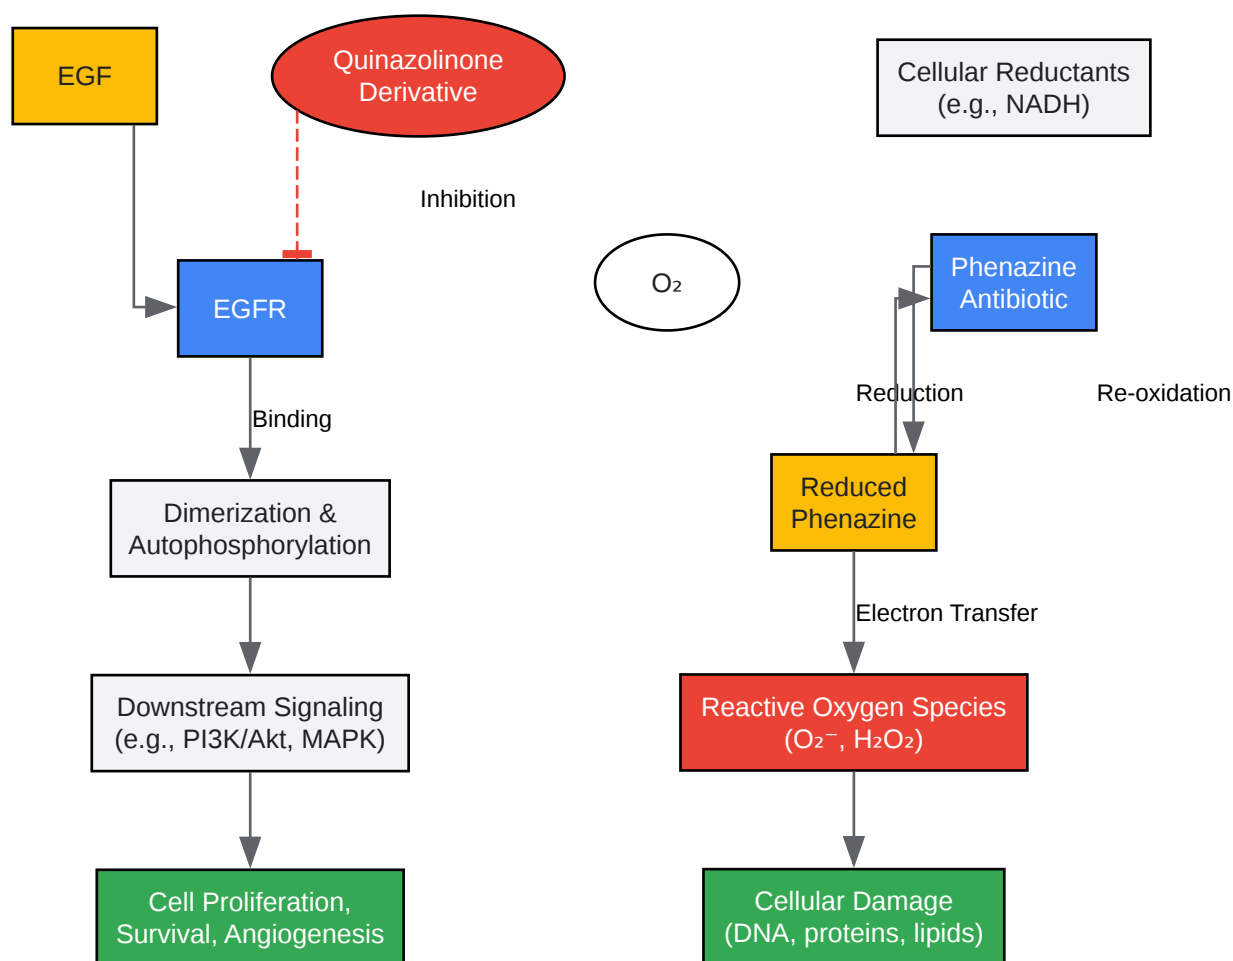 EGF
Quinazolinone
Derivative
Cellular Reductants
(e.g., NADH)
Inhibition
EGFR
O₂
Phenazine
Antibiotic
Binding
Reduction
Re-oxidation
Dimerization &
Autophosphorylation
Reduced
Phenazine
Electron Transfer
Downstream Signaling
(e.g., PI3K/Akt, MAPK)
Reactive Oxygen Species
(O₂⁻, H₂O₂)
Cell Proliferation,
Survival, Angiogenesis
Cellular Damage
(DNA, proteins, lipids)